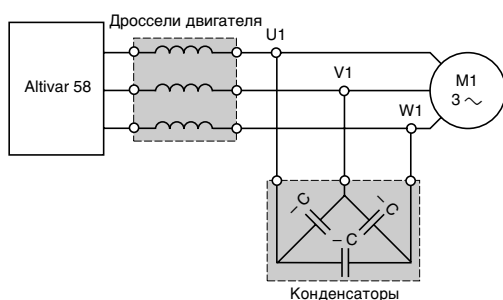 Дроссели двигателя
U1
V1
W1
Altivar 58
M1
3 ~
– C
– C
– C
Конденсаторы